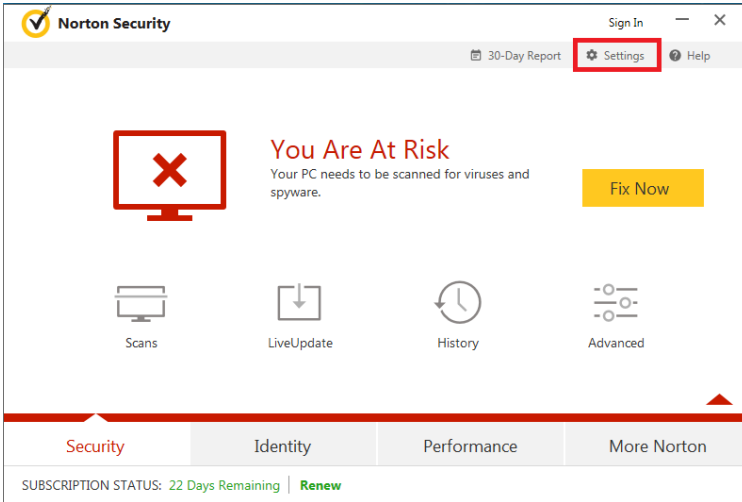 Norton Security
Sign In
30-Day Report Settings Help
You Are At Risk
Your PC needs to be scanned for viruses and
spyware.
Fix Now
Scans LiveUpdate History Advanced
Security Identity Performance More Norton
SUBSCRIPTION STATUS: 22 Days Remaining Renew